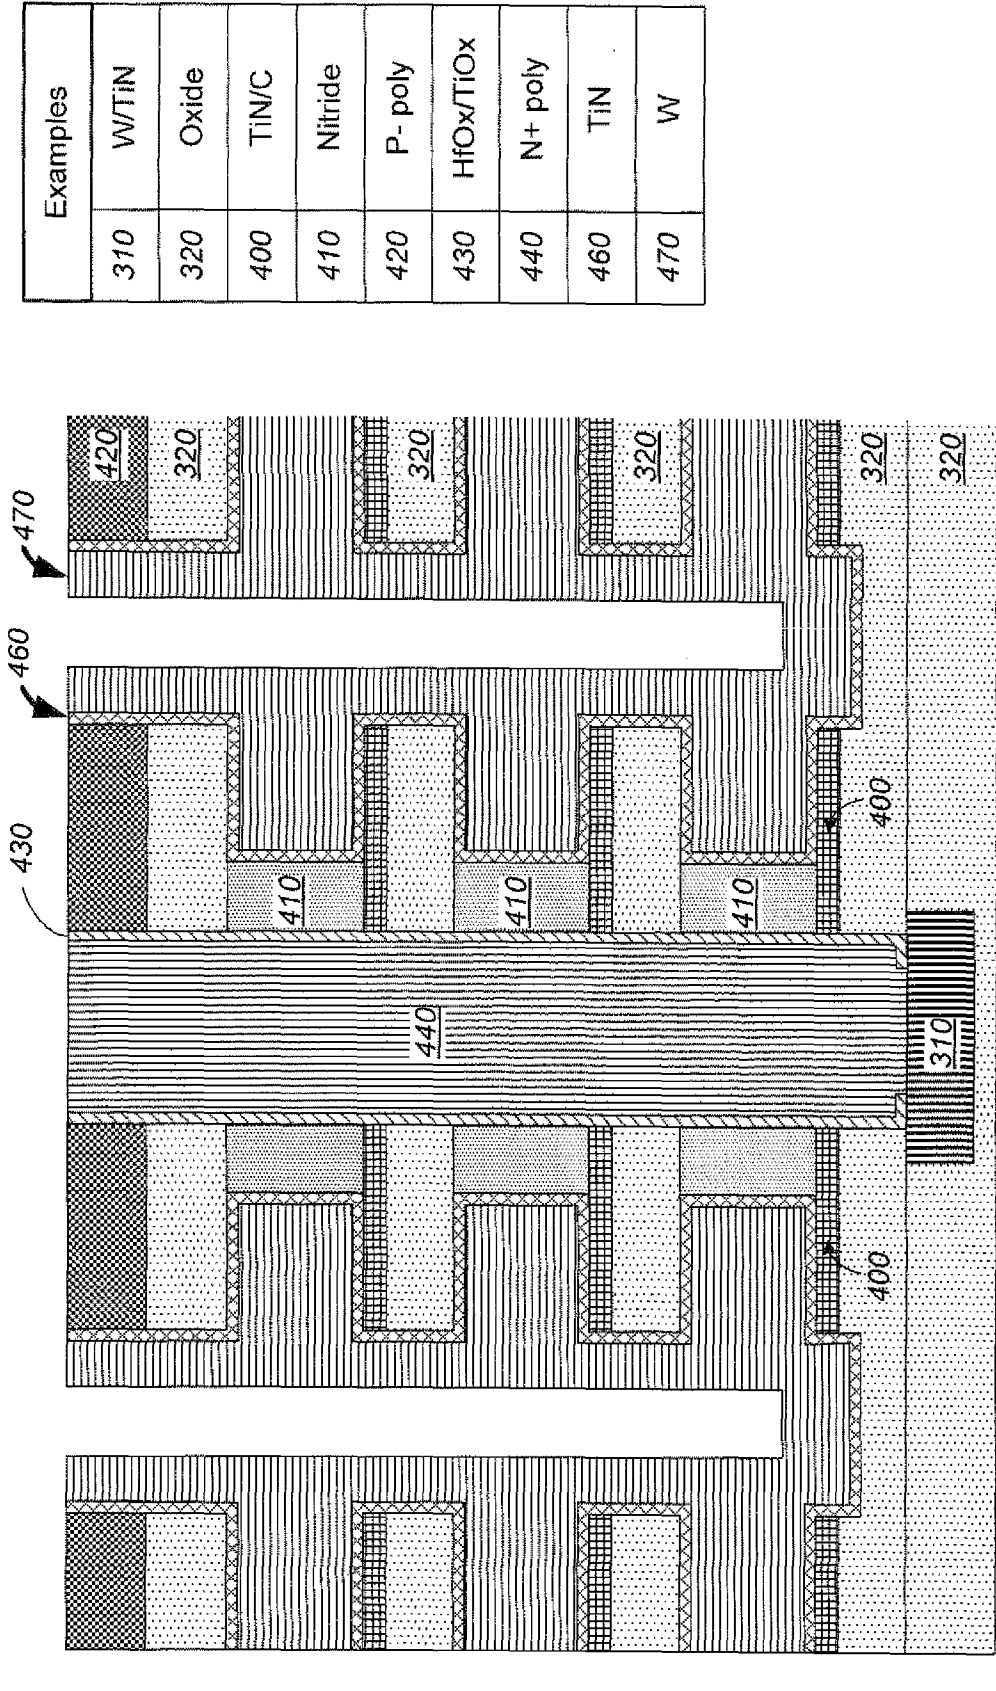 Examples
310 W/TiN
320 Oxide
400 TiN/C
410 Nitride
420 P- poly
430 HfOx/TiOx
440 N+ poly
460 TiN
470 W
430
460
470
420
320
320
320
320
320
410
410
410
440
400
400
310